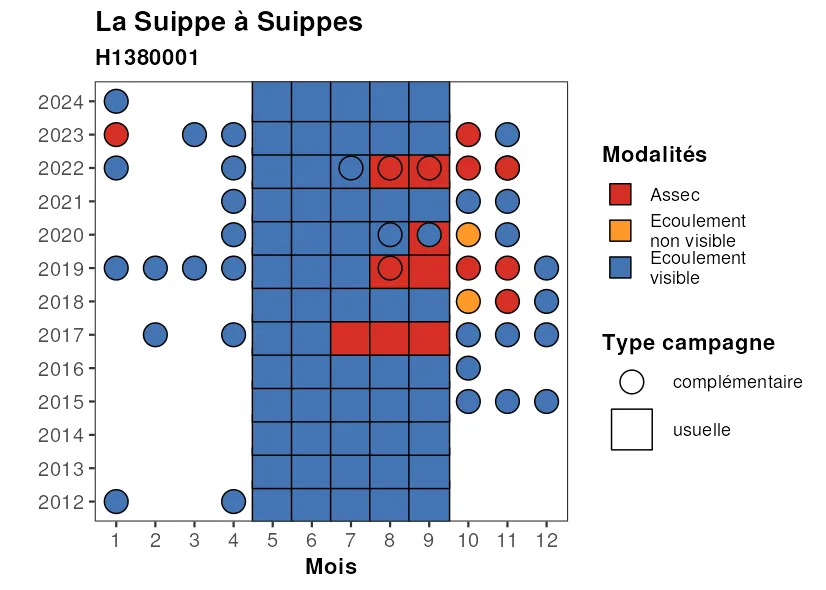 La Suippe à Suippes
H1380001
2024
2023
2022
2021
2020
2019
2018
2017
2016
2015
2014
2013
2012
1 2 3 4 5 6 7 8 9 10 11 12
Mois
Modalités
Assec
Ecoulement
non visible
Ecoulement
visible
Type campagne
complémentaire
usuelle